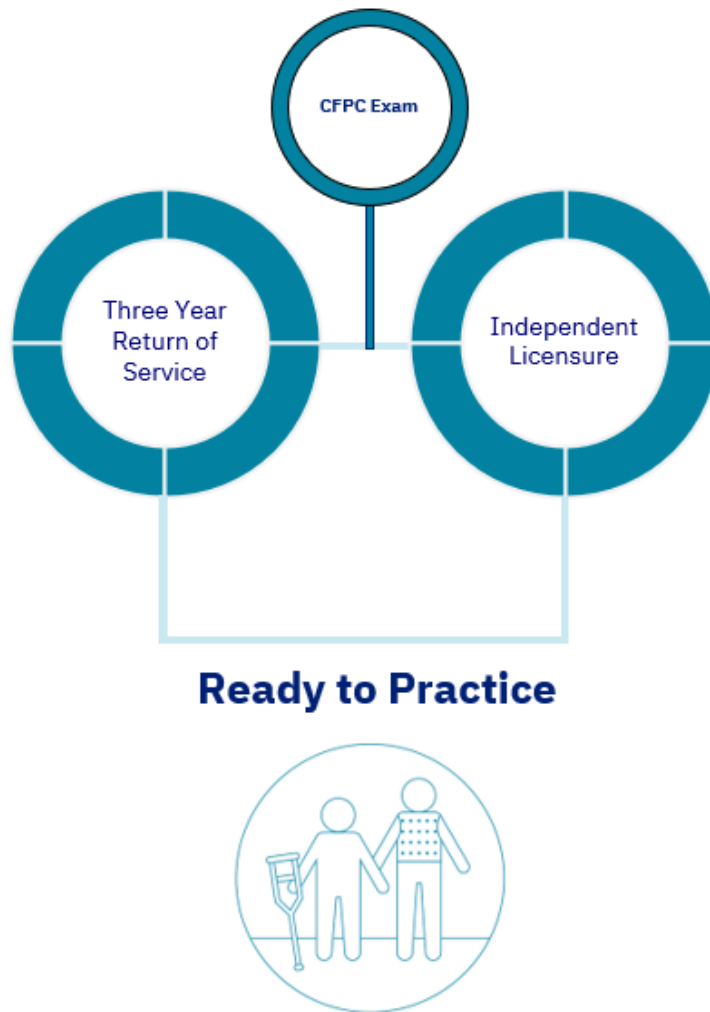 CFPC Exam
Three Year
Return of
Service
Independent
Licensure
Ready to Practice